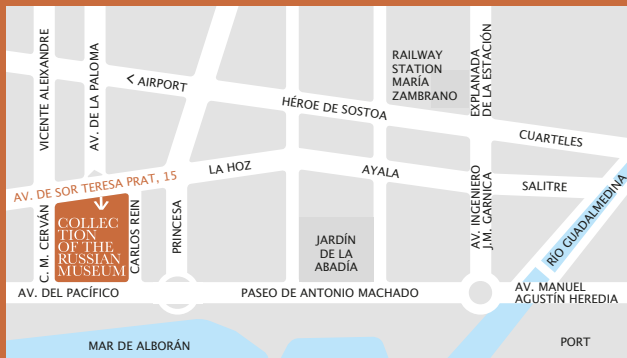 VICENTE ALEIXANDRE
AV. DE LA PALOMA
< AIRPORT
RAILWAY
STATION
MARÍA
ZAMBRANO
EXPLANADA
DE LA ESTACIÓN
HÉROE DE SOSTOA
CUARTELES
AV. DE SOR TERESA PRAT, 15
LA HOZ
AYALA
SALITRE
C. M. CERVÁN
COLLEC
TION
OF THE
RUSSIAN
MUSEUM
CARLOS REIN
PRINCESA
JARDÍN
DE LA
ABADÍA
AV. INGENIERO
J.M. GARNICA
RÍO GUADALMEDINA
AV. DEL PACÍFICO
PASEO DE ANTONIO MACHADO
AV. MANUEL
AGUSTÍN HEREDIA
MAR DE ALBORÁN
PORT